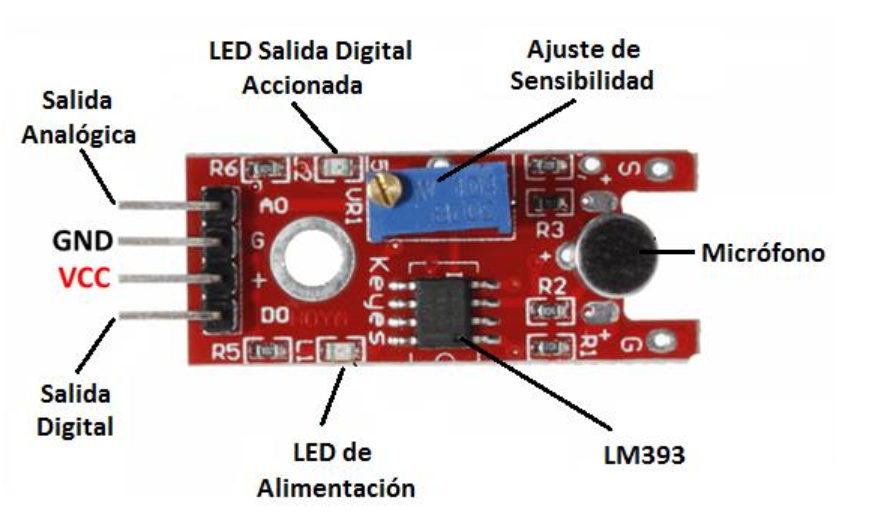 LED Salida Digital
Accionada
Ajuste de
Sensibilidad
Salida
Analógica
GND
VCC
Salida
Digital
LED de
Alimentación
LM393
Micrófono
R6
L2
5
VR1
A0
G
+
D0
R5
L1
Keyes
R3
R2
R1
S
G
+
+
+